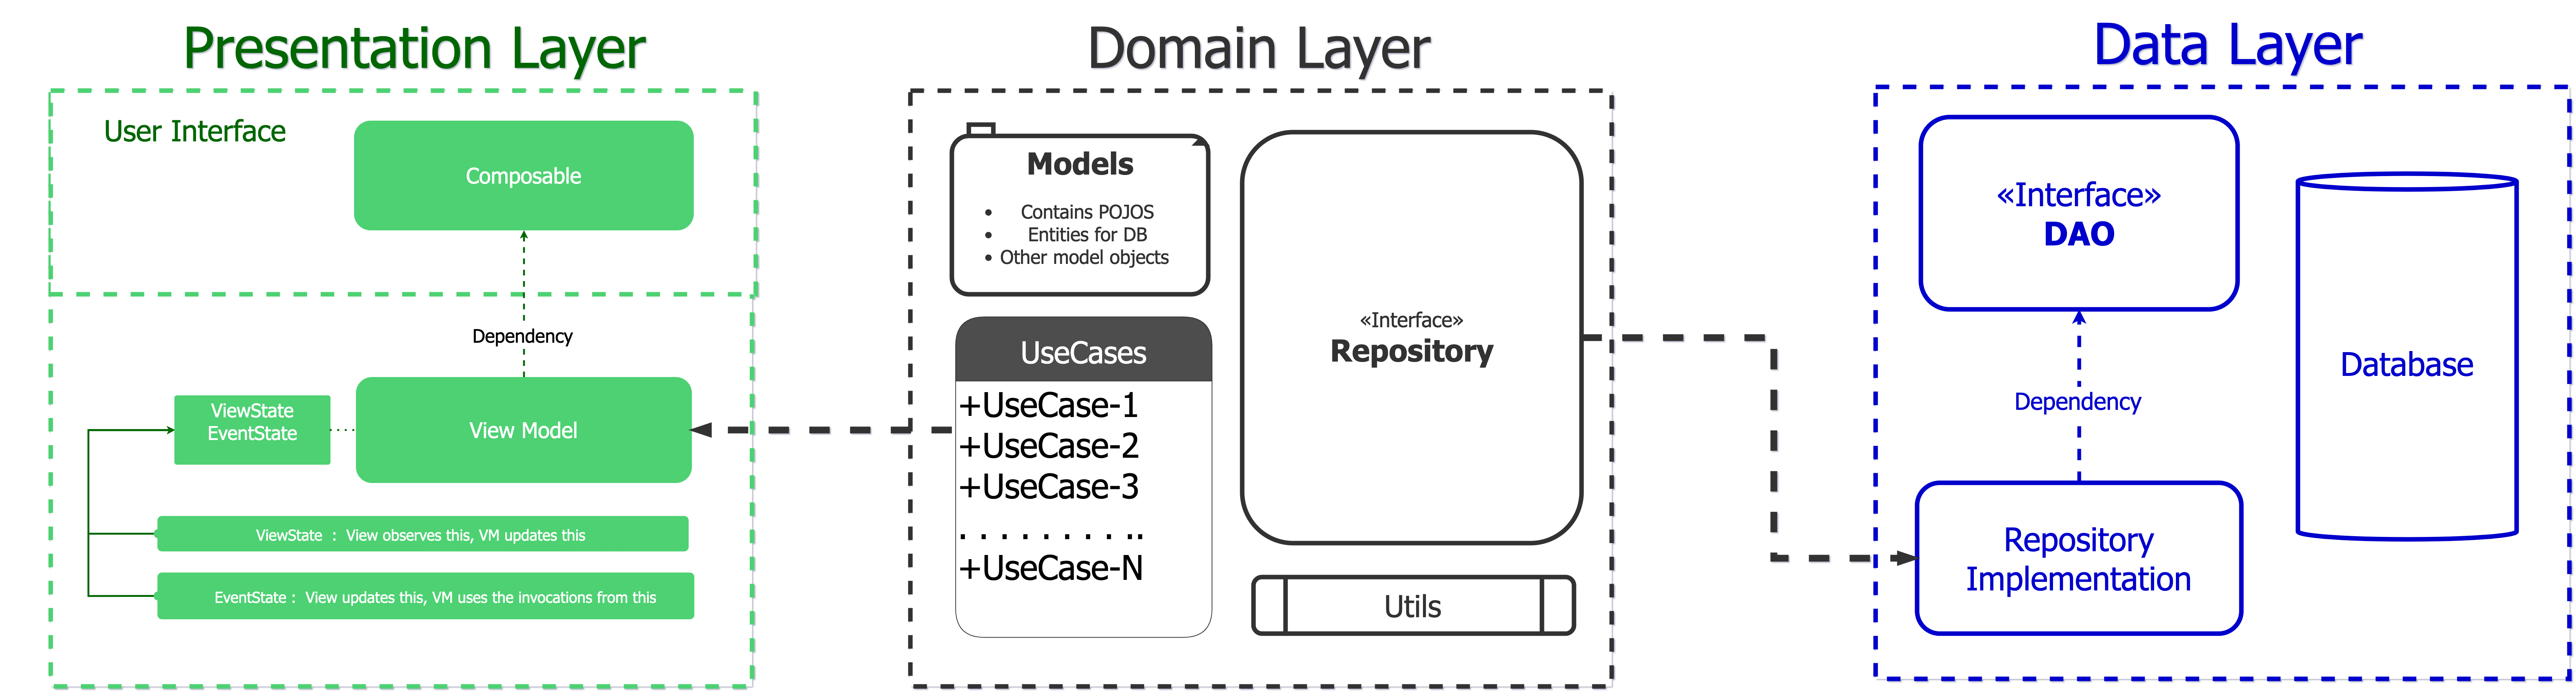 Presentation Layer
User Interface
Composable
Dependency
ViewState
EventState
View Model
ViewState : View observes this, VM updates this
EventState : View updates this, VM uses the invocations from this
Domain Layer
Models
• Contains POJOS
• Entities for DB
• Other model objects
UseCases
+UseCase-1
+UseCase-2
+UseCase-3
. . . . . . . . . ..
+UseCase-N
«Interface»
Repository
Utils
Data Layer
«Interface»
DAO
Dependency
Repository
Implementation
Database